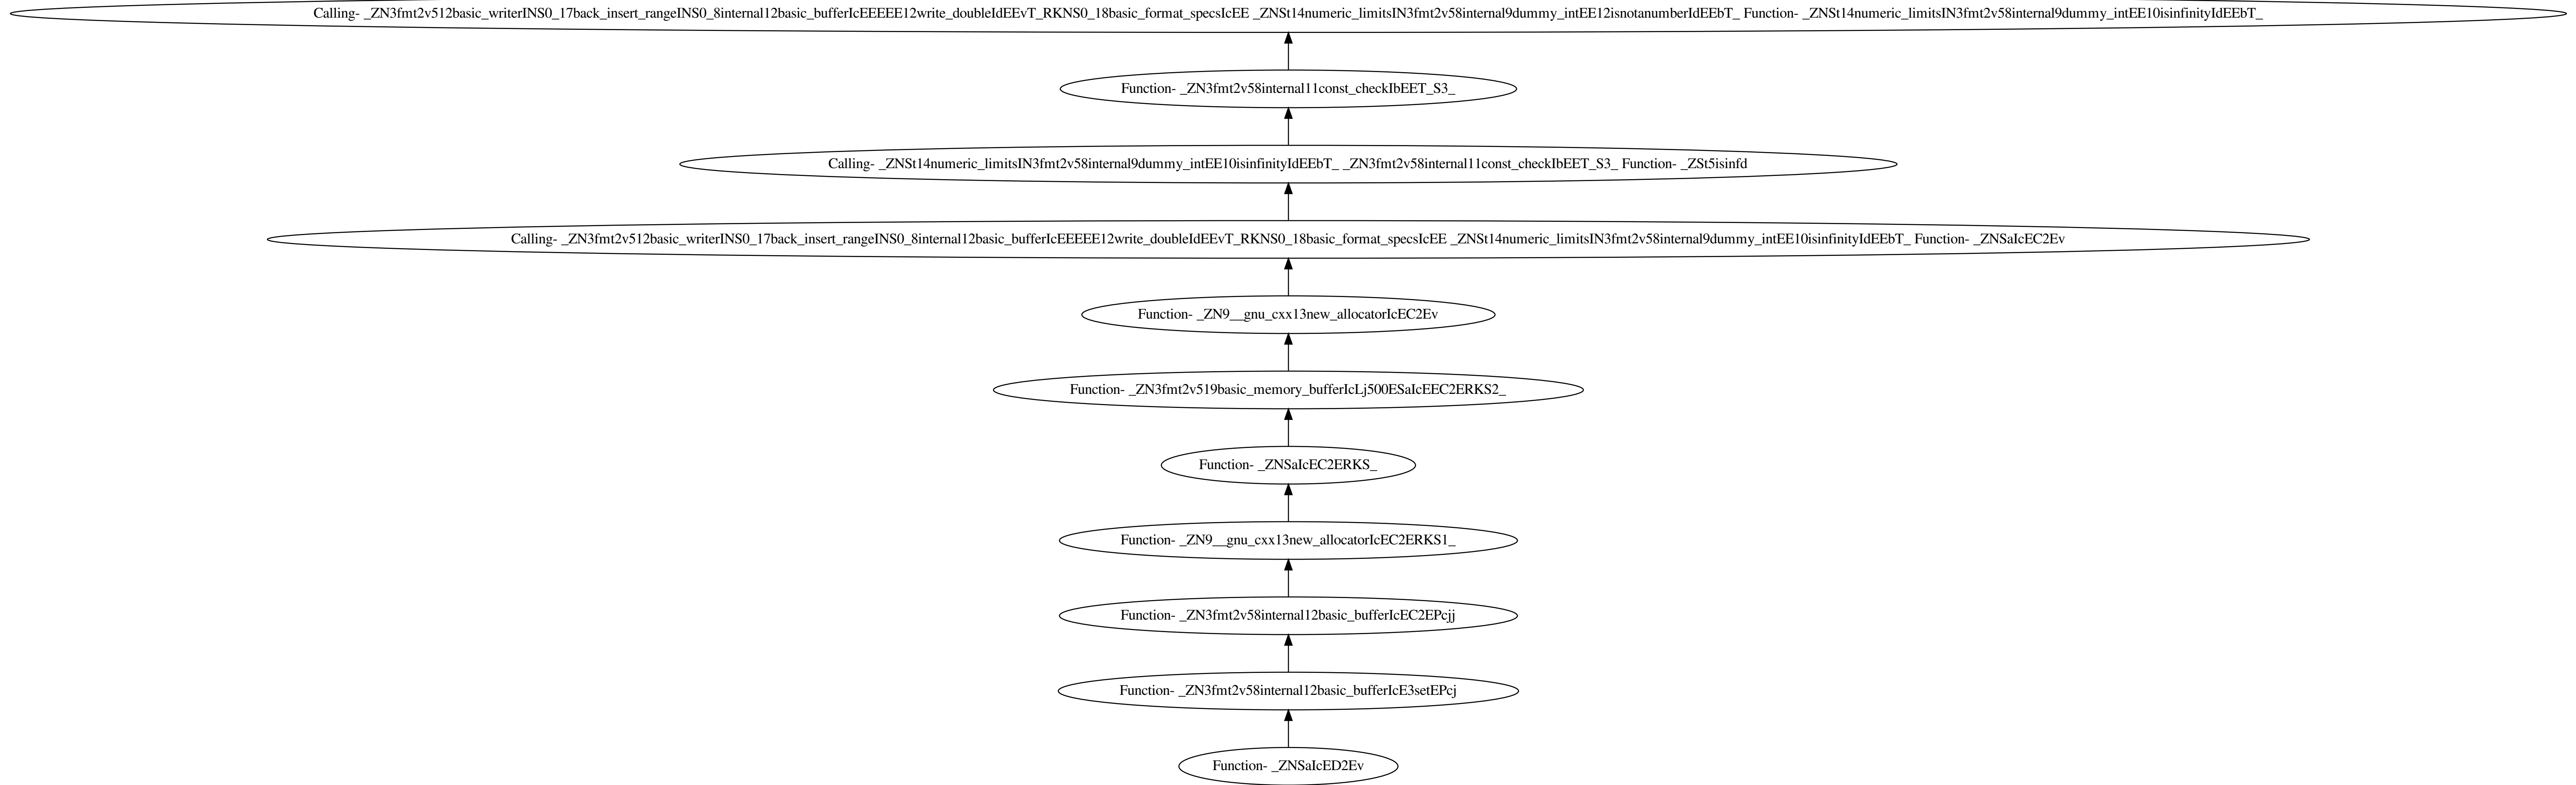 Calling- _ZN3fmt2v512basic_writerINS0_17back_insert_rangeINS0_8internal12basic_bufferIcEEEEE12write_doubleIdEEvT_RKNS0_18basic_format_specsIcEE _ZNSt14numeric_limitsIN3fmt2v58internal9dummy_intEE12isnotanumberIdEEbT_ Function- _ZNSt14numeric_limitsIN3fmt2v58internal9dummy_intEE10isinfinityIdEEbT_
Function- _ZN3fmt2v58internal11const_checkIbEET_S3_
Calling- _ZNSt14numeric_limitsIN3fmt2v58internal9dummy_intEE10isinfinityIdEEbT_ _ZN3fmt2v58internal11const_checkIbEET_S3_ Function- _ZSt5isinfd
Calling- _ZN3fmt2v512basic_writerINS0_17back_insert_rangeINS0_8internal12basic_bufferIcEEEEE12write_doubleIdEEvT_RKNS0_18basic_format_specsIcEE _ZNSt14numeric_limitsIN3fmt2v58internal9dummy_intEE10isinfinityIdEEbT_ Function- _ZNSaIcEC2Ev
Function- _ZN9__gnu_cxx13new_allocatorIcEC2Ev
Function- _ZN3fmt2v519basic_memory_bufferIcLj500ESaIcEEC2ERKS2_
Function- _ZNSaIcEC2ERKS_
Function- _ZN9__gnu_cxx13new_allocatorIcEC2ERKS1_
Function- _ZN3fmt2v58internal12basic_bufferIcEC2EPcjj
Function- _ZN3fmt2v58internal12basic_bufferIcE3setEPcj
Function- _ZNSaIcED2Ev